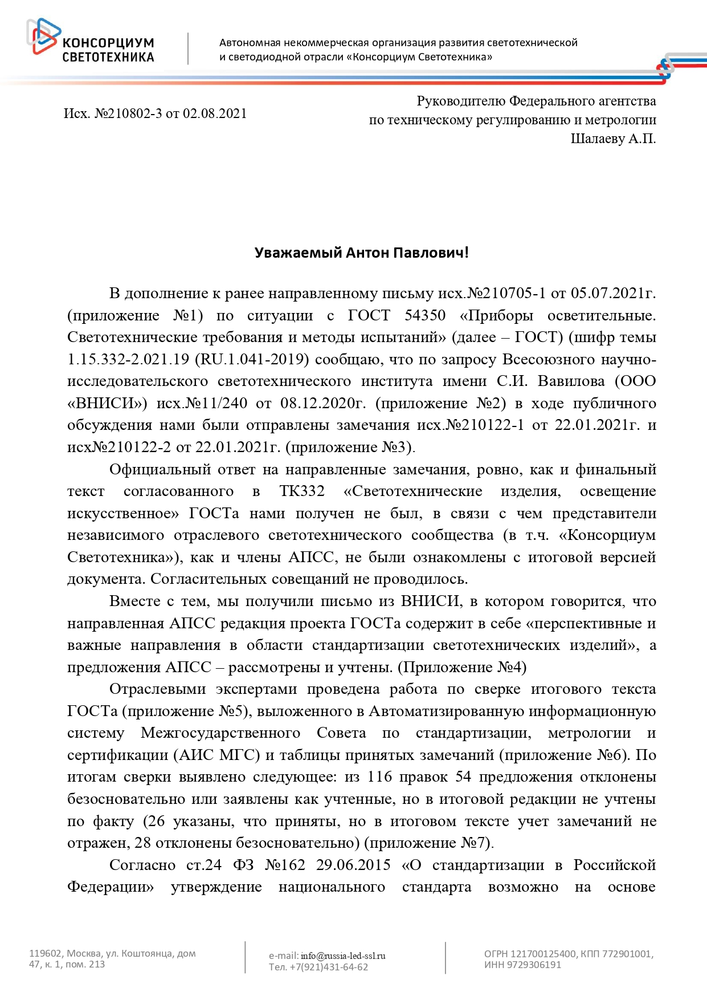 КОНСОРЦИУМ
СВЕТОТЕХНИКА
Автономная некоммерческая организация развития светотехнической
и светодиодной отрасли «Консорциум Светотехника»
Исх. №210802-3 от 02.08.2021
Руководителю Федерального агентства
по техническому регулированию и метрологии
Шалаеву А.П.
Уважаемый Антон Павлович!
В дополнение к ранее направленному письму исх.№210705-1 от 05.07.2021г.
(приложение №1) по ситуации с ГОСТ 54350 «Приборы осветительные.
Светотехнические требования и методы испытаний» (далее – ГОСТ) (шифр темы
1.15.332-2.021.19 (RU.1.041-2019) сообщаю, что по запросу Всесоюзного научно-
исследовательского светотехнического института имени С.И. Вавилова (ООО
«ВНИСИ») исх.№11/240 от 08.12.2020г. (приложение №2) в ходе публичного
обсуждения нами были отправлены замечания исх.№210122-1 от 22.01.2021г. и
исх№210122-2 от 22.01.2021г. (приложение №3).
Официальный ответ на направленные замечания, ровно, как и финальный
текст согласованного в ТК332 «Светотехнические изделия, освещение
искусственное» ГОСТа нами получен не был, в связи с чем представители
независимого отраслевого светотехнического сообщества (в т.ч. «Консорциум
Светотехника»), как и члены АПСС, не были ознакомлены с итоговой версией
документа. Согласительных совещаний не проводилось.
Вместе с тем, мы получили письмо из ВНИСИ, в котором говорится, что
направленная АПСС редакция проекта ГОСТа содержит в себе «перспективные и
важные направления в области стандартизации светотехнических изделий», а
предложения АПСС – рассмотрены и учтены. (Приложение №4)
Отраслевыми экспертами проведена работа по сверке итогового текста
ГОСТа (приложение №5), выложенного в Автоматизированную информационную
систему Межгосударственного Совета по стандартизации, метрологии и
сертификации (АИС МГС) и таблицы принятых замечаний (приложение №6). По
итогам сверки выявлено следующее: из 116 правок 54 предложения отклонены
безосновательно или заявлены как учтенные, но в итоговой редакции не учтены
по факту (26 указаны, что приняты, но в итоговом тексте учет замечаний не
отражен, 28 отклонены безосновательно) (приложение №7).
Согласно ст.24 ФЗ №162 29.06.2015 «О стандартизации в Российской
Федерации» утверждение национального стандарта возможно на основе
119602, Москва, ул. Коштоянца, дом
47, к. 1, пом. 213
e-mail: info@russia-led-ssl.ru
Тел. +7(921)431-64-62
ОГРН 121700125400, КПП 772901001,
ИНН 9729306191